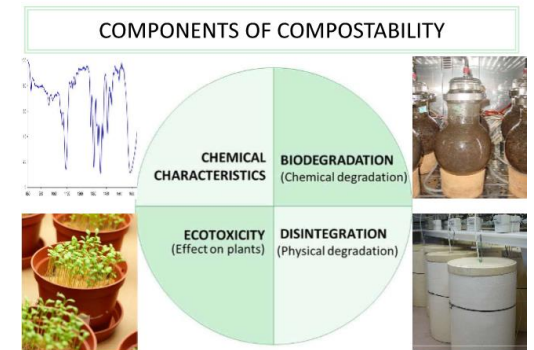 COMPONENTS OF COMPOSTABILITY
CHEMICAL
CHARACTERISTICS
BIODEGRADATION
(Chemical degradation)
ECOTOXICITY
(Effect on plants)
DISINTEGRATION
(Physical degradation)